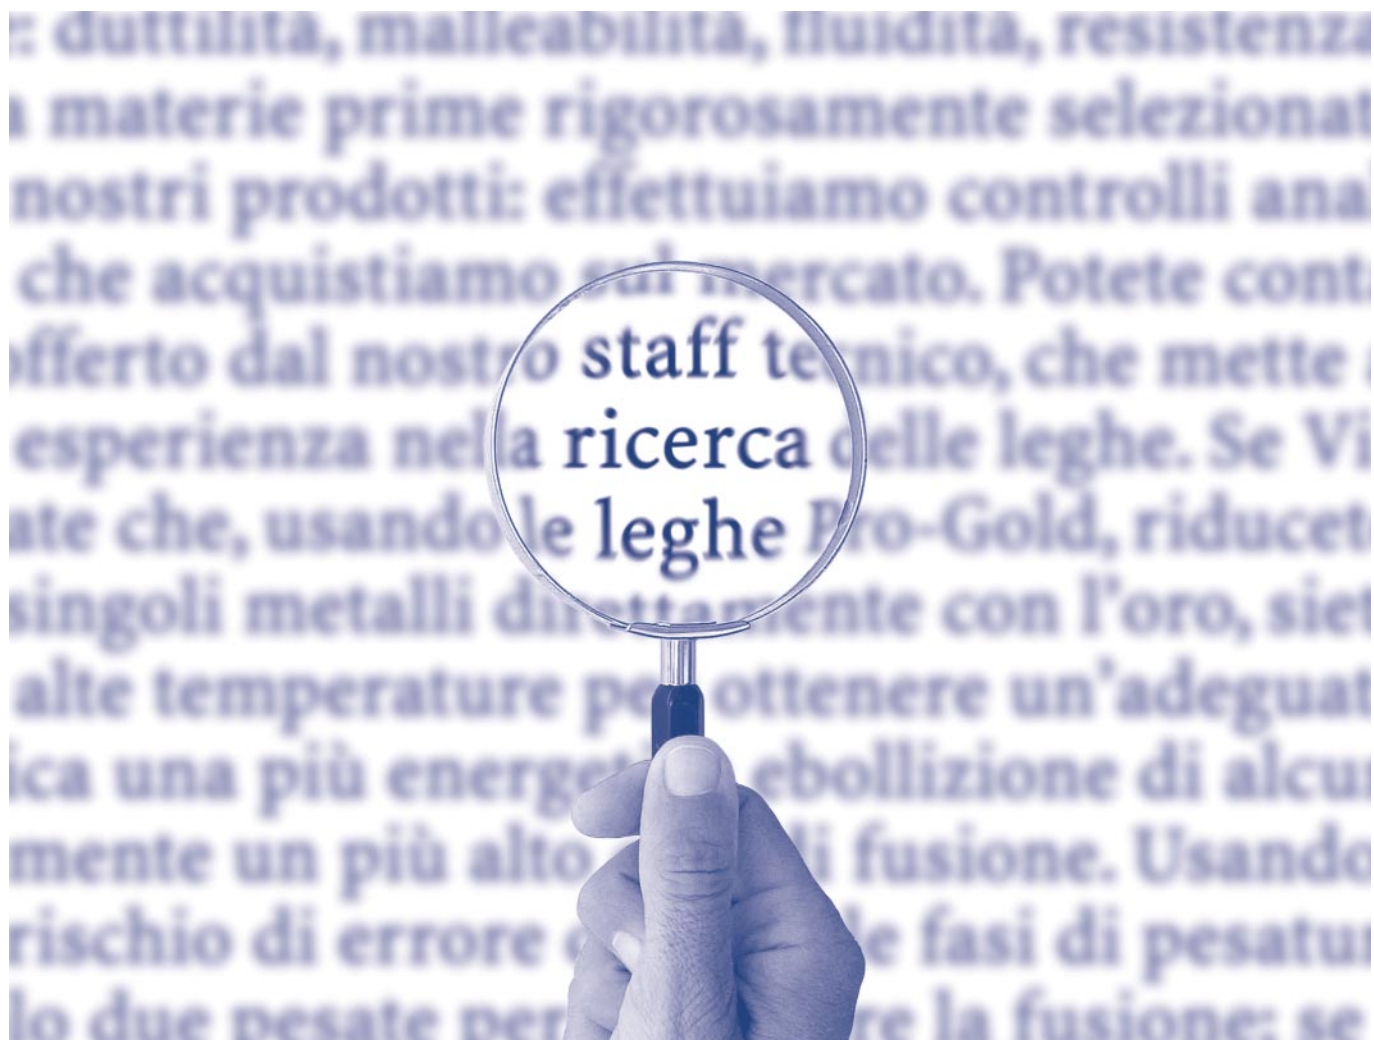 : duttilità, malleabilità, fluidità, resistenza
materie prime rigorosamente selezionat
nostri prodotti: effettuiamo controlli anal
che acquistiamo sul mercato. Potete cont
offerto dal nostro staff tecnico, che mette
esperienza nella ricerca delle leghe. Se Vi
ate che, usando le leghe Pro-Gold, riducet
singoli metalli direttamente con l'oro, siet
alte temperature per ottenere un'adeguat
ica una più energet ebollizione di alcu
mente un più alto di fusione. Usando
rischio di errore le fasi di pesatu
lo due pesate per re la fusione: se